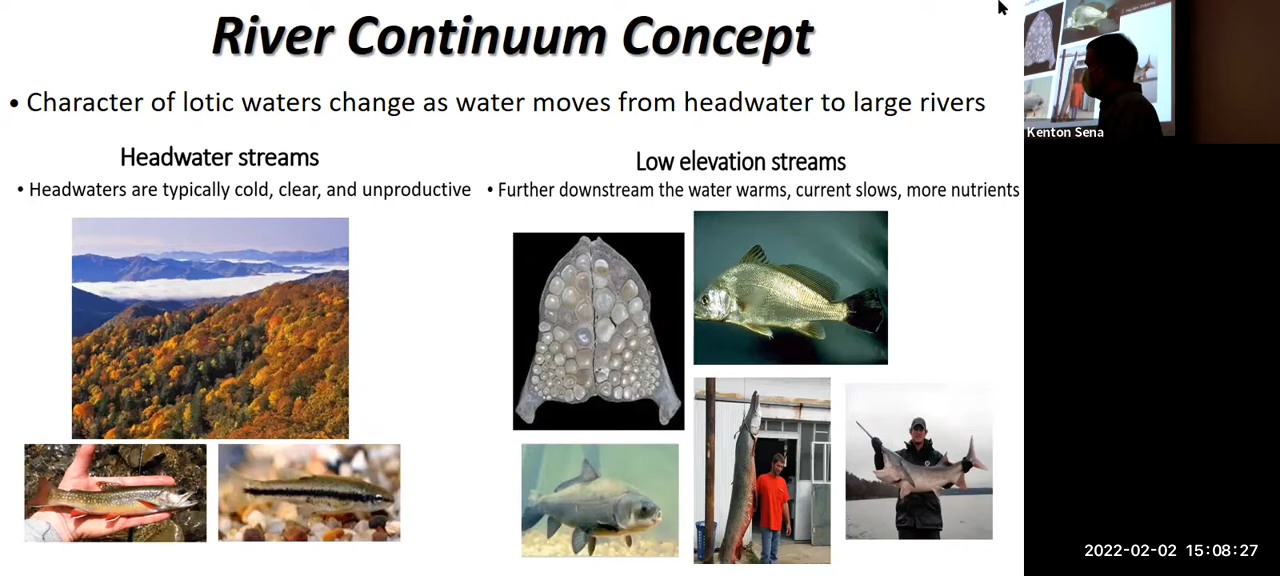 River Continuum Concept
• Character of lotic waters change as water moves from headwater to large rivers
Headwater streams
• Headwaters are typically cold, clear, and unproductive
Low elevation streams
• Further downstream the water warms, current slows, more nutrients
Kenton Sena
2022-02-02 15:08:27